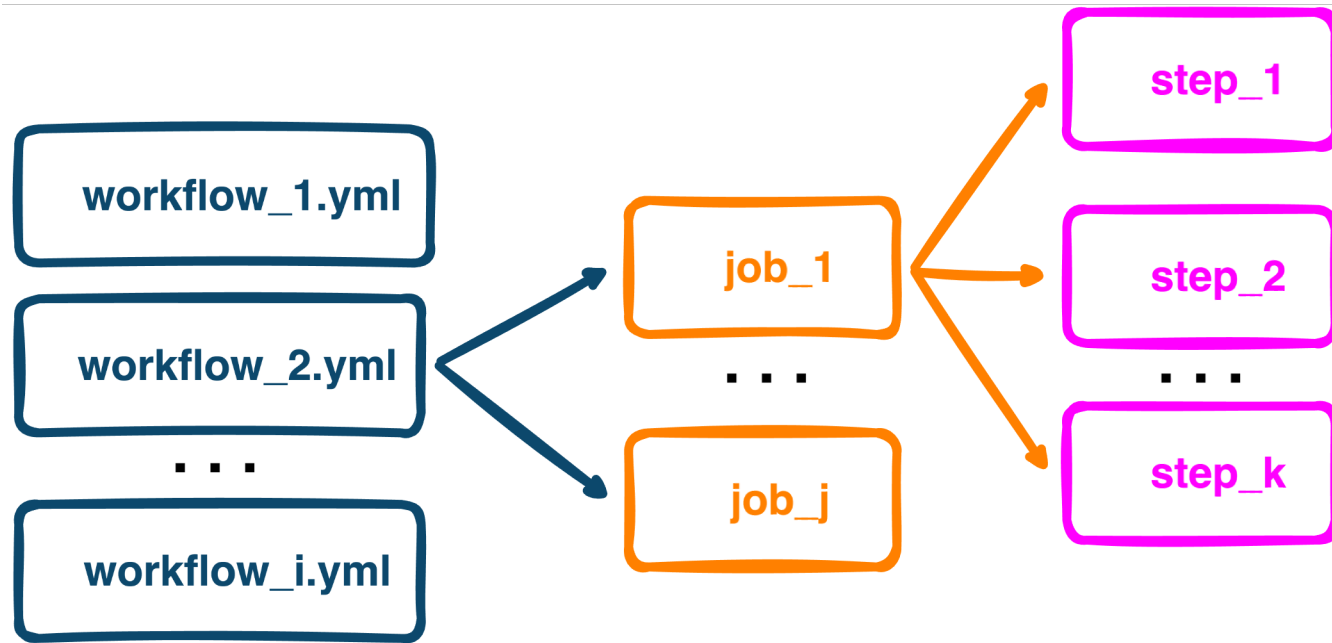 workflow_1.yml
workflow_2.yml
. . .
workflow_i.yml
job_1
. . .
job_j
step_1
step_2
. . .
step_k